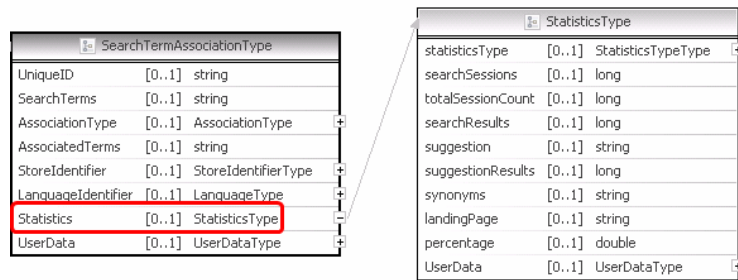 SearchTermAssociationType
UniqueID [0..1] string
SearchTerms [0..1] string
AssociationType [0..1] AssociationType
AssociatedTerms [0..1] string
StoreIdentifier [0..1] StoreIdentifierType
LanguageIdentifier [0..1] LanguageType
Statistics [0..1] StatisticsType
UserData [0..1] UserDataType
StatisticsType
statisticsType [0..1] StatisticsTypeType
searchSessions [0..1] long
totalSessionCount [0..1] long
searchResults [0..1] long
suggestion [0..1] string
suggestionResults [0..1] long
synonyms [0..1] string
landingPage [0..1] string
percentage [0..1] double
UserData [0..1] UserDataType